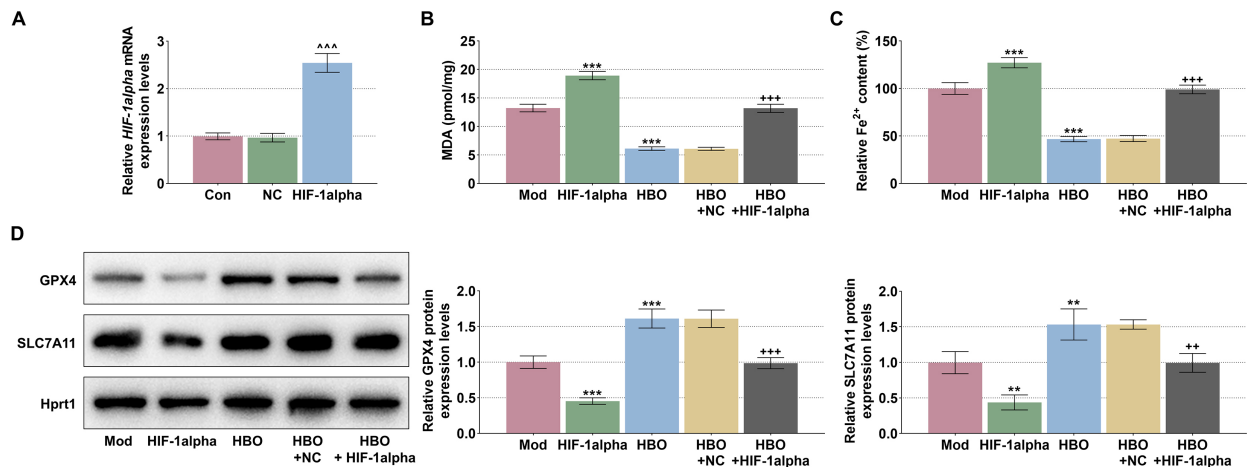 A
Relative HIF-1alpha mRNA
expression levels
3
2
1
0
^^^
Con
NC
HIF-1alpha
B
MDA (pmol/mg)
25
20
15
10
5
0
***
***
+++
Mod
HIF-1alpha
HBO
HBO
+NC
HBO
+HIF-1alpha
C
Relative Fe2+ content (%)
150
125
100
50
0
***
***
+++
Mod
HIF-1alpha
HBO
HBO
+NC
HBO
+HIF-1alpha
D
GPX4
SLC7A11
Hprt1
Mod
HIF-1alpha
HBO
HBO
+NC
HBO
+ HIF-1alpha
Relative GPX4 protein
expression levels
2.0
1.5
1.0
0.5
0.0
***
***
+++
Mod
HIF-1alpha
HBO
HBO
+NC
HBO
+HIF-1alpha
Relative SLC7A11 protein
expression levels
2.0
1.5
1.0
0.5
0.0
**
**
++
Mod
HIF-1alpha
HBO
HBO
+NC
HBO
+HIF-1alpha